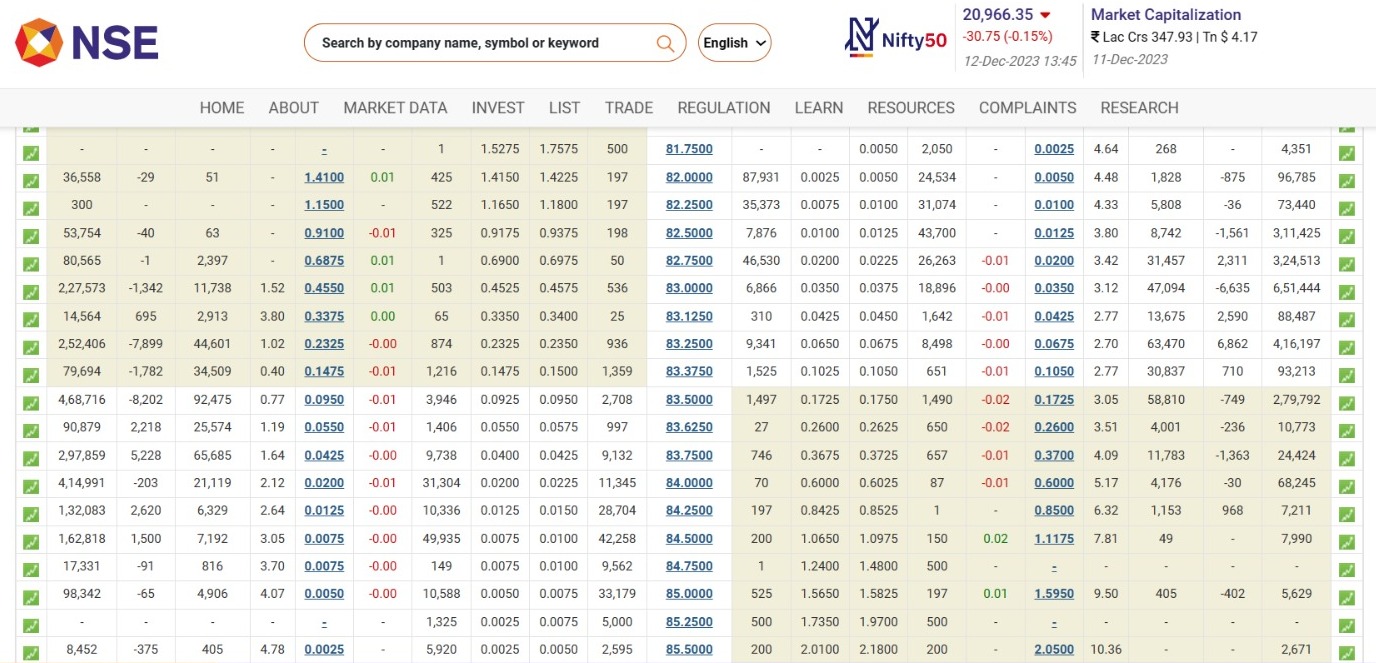 NSE
Search by company name, symbol or keyword
English
Nifty50
20,966.35
-30.75 (-0.15%)
12-Dec-2023 13:45
Market Capitalization
₹ Lac Crs 347.93 | Tn $ 4.17
11-Dec-2023
HOME ABOUT MARKET DATA INVEST LIST TRADE REGULATION LEARN RESOURCES COMPLAINTS RESEARCH
- - - - - - 1 1.5275 1.7575 500 81.7500 - - 0.0050 2,050 - 0.0025 4.64 268 - 4,351
36,558 -29 51 - 1.4100 0.01 425 1.4150 1.4225 197 82.0000 87,931 0.0025 0.0050 24,534 - 0.0050 4.48 1,828 -875 96,785
300 - - - 1.1500 - 522 1.1650 1.1800 197 82.2500 35,373 0.0075 0.0100 31,074 - 0.0100 4.33 5,808 -36 73,440
53,754 -40 63 - 0.9100 -0.01 325 0.9175 0.9375 198 82.5000 7,876 0.0100 0.0125 43,700 - 0.0125 3.80 8,742 -1,561 3,11,425
80,565 -1 2,397 - 0.6875 0.01 1 0.6900 0.6975 50 82.7500 46,530 0.0200 0.0225 26,263 -0.01 0.0200 3.42 31,457 2,311 3,24,513
2,27,573 -1,342 11,738 1.52 0.4550 0.01 503 0.4525 0.4575 536 83.0000 6,866 0.0350 0.0375 18,896 -0.00 0.0350 3.12 47,094 -6,635 6,51,444
14,564 695 2,913 3.80 0.3375 0.00 65 0.3350 0.3400 25 83.1250 310 0.0425 0.0450 1,642 -0.01 0.0425 2.77 13,675 2,590 88,487
2,52,406 -7,899 44,601 1.02 0.2325 -0.00 874 0.2325 0.2350 936 83.2500 9,341 0.0650 0.0675 8,498 -0.00 0.0675 2.70 63,470 6,862 4,16,197
79,694 -1,782 34,509 0.40 0.1475 -0.01 1,216 0.1475 0.1500 1,359 83.3750 1,525 0.1025 0.1050 651 -0.01 0.1050 2.77 30,837 710 93,213
4,68,716 -8,202 92,475 0.77 0.0950 -0.01 3,946 0.0925 0.0950 2,708 83.5000 1,497 0.1725 0.1750 1,490 -0.02 0.1725 3.05 58,810 -749 2,79,792
90,879 2,218 25,574 1.19 0.0550 -0.01 1,406 0.0550 0.0575 997 83.6250 27 0.2600 0.2625 650 -0.02 0.2600 3.51 4,001 -236 10,773
2,97,859 5,228 65,685 1.64 0.0425 -0.00 9,738 0.0400 0.0425 9,132 83.7500 746 0.3675 0.3725 657 -0.01 0.3700 4.09 11,783 -1,363 24,424
4,14,991 -203 21,119 2.12 0.0200 -0.01 31,304 0.0200 0.0225 11,345 84.0000 70 0.6000 0.6025 87 -0.01 0.6000 5.17 4,176 -30 68,245
1,32,083 2,620 6,329 2.64 0.0125 -0.00 10,336 0.0125 0.0150 28,704 84.2500 197 0.8425 0.8525 1 - 0.8500 6.32 1,153 968 7,211
1,62,818 1,500 7,192 3.05 0.0075 -0.00 49,935 0.0075 0.0100 42,258 84.5000 200 1.0650 1.0975 150 0.02 1.1175 7.81 49 - 7,990
17,331 -91 816 3.70 0.0075 -0.00 149 0.0075 0.0100 9,562 84.7500 1 1.2400 1.4800 500 - - - - - -
98,342 -65 4,906 4.07 0.0050 -0.00 10,588 0.0050 0.0075 33,179 85.0000 525 1.5650 1.5825 197 0.01 1.5950 9.50 405 -402 5,629
- - - - - - 1,325 0.0025 0.0075 5,000 85.2500 500 1.7350 1.9700 500 - - - - - -
8,452 -375 405 4.78 0.0025 - 5,920 0.0025 0.0050 2,595 85.5000 200 2.0100 2.1800 200 - 2.0500 10.36 - - 2,671